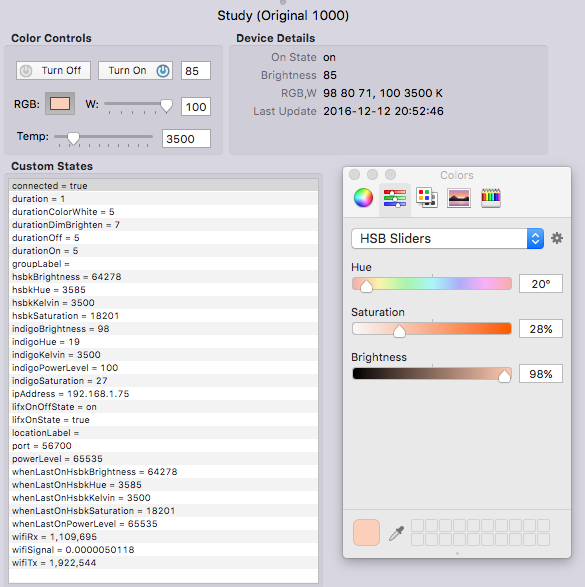 Study (Original 1000)
Color Controls
Turn Off Turn On 85
RGB: W: 100
Temp: 3500
Device Details
On State on
Brightness 85
RGB,W 98 80 71, 100 3500 K
Last Update 2016-12-12 20:52:46
Custom States
connected = true
duration = 1
durationColorWhite = 5
durationDimBrighten = 7
durationOff = 5
durationOn = 5
groupLabel =
hsbkBrightness = 64278
hsbkHue = 3585
hsbkKelvin = 3500
hsbkSaturation = 18201
indigoBrightness = 98
indigoHue = 19
indigoKelvin = 3500
indigoPowerLevel = 100
indigoSaturation = 27
ipAddress = 192.168.1.75
lifxOnOffState = on
lifxOnState = true
locationLabel =
port = 56700
powerLevel = 65535
whenLastOnHsbkBrightness = 64278
whenLastOnHsbkHue = 3585
whenLastOnHsbkKelvin = 3500
whenLastOnHsbkSaturation = 18201
whenLastOnPowerLevel = 65535
wifiRx = 1,109,695
wifiSignal = 0.0000050118
wifiTx = 1,922,544
Colors
HSB Sliders
Hue
20°
Saturation
28%
Brightness
98%